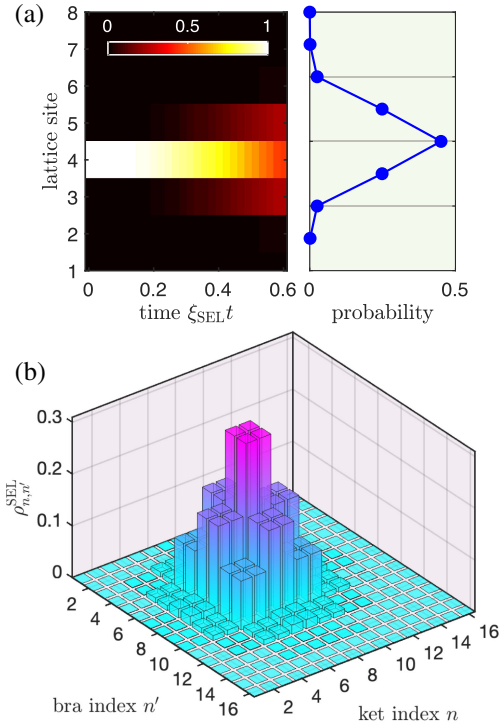 (a)
0 0.5 1
8
7
6
5
4
3
2
1
lattice site
0 0.2 0.4 0.6
time ξ_SEL t
0 0.5
probability
(b)
0.3
0.2
0.1
0
ρ^SEL_n,n′
2
4
6
8
10
12
14
16
bra index n′
2
4
6
8
10
12
14
16
ket index n